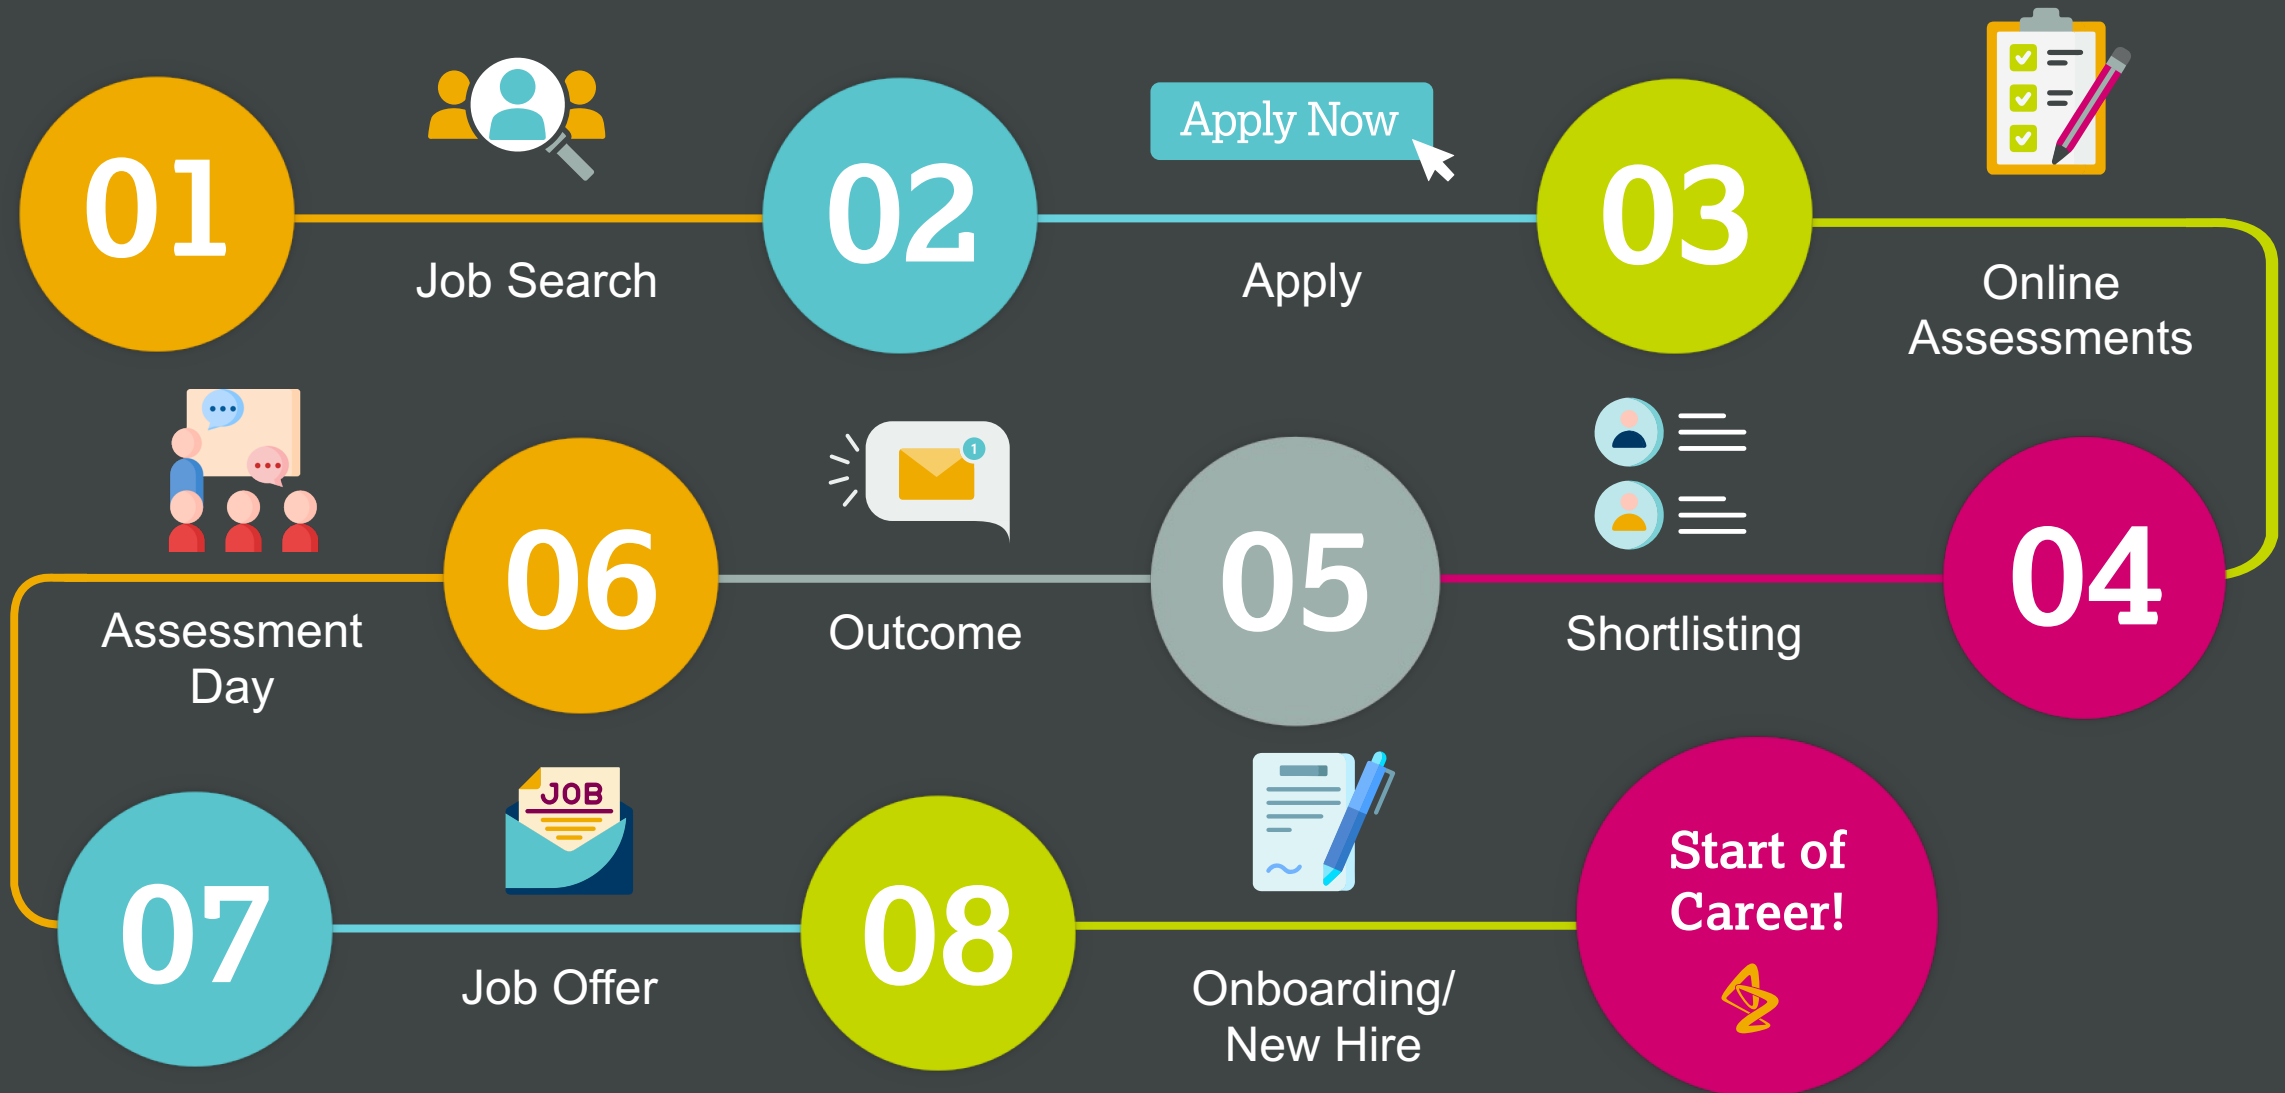 01
Job Search
02
Apply Now
Apply
03
Online
Assessments
04
Shortlisting
05
1
Outcome
06
Assessment
Day
07
JOB
Job Offer
08
Onboarding/
New Hire
Start of
Career!